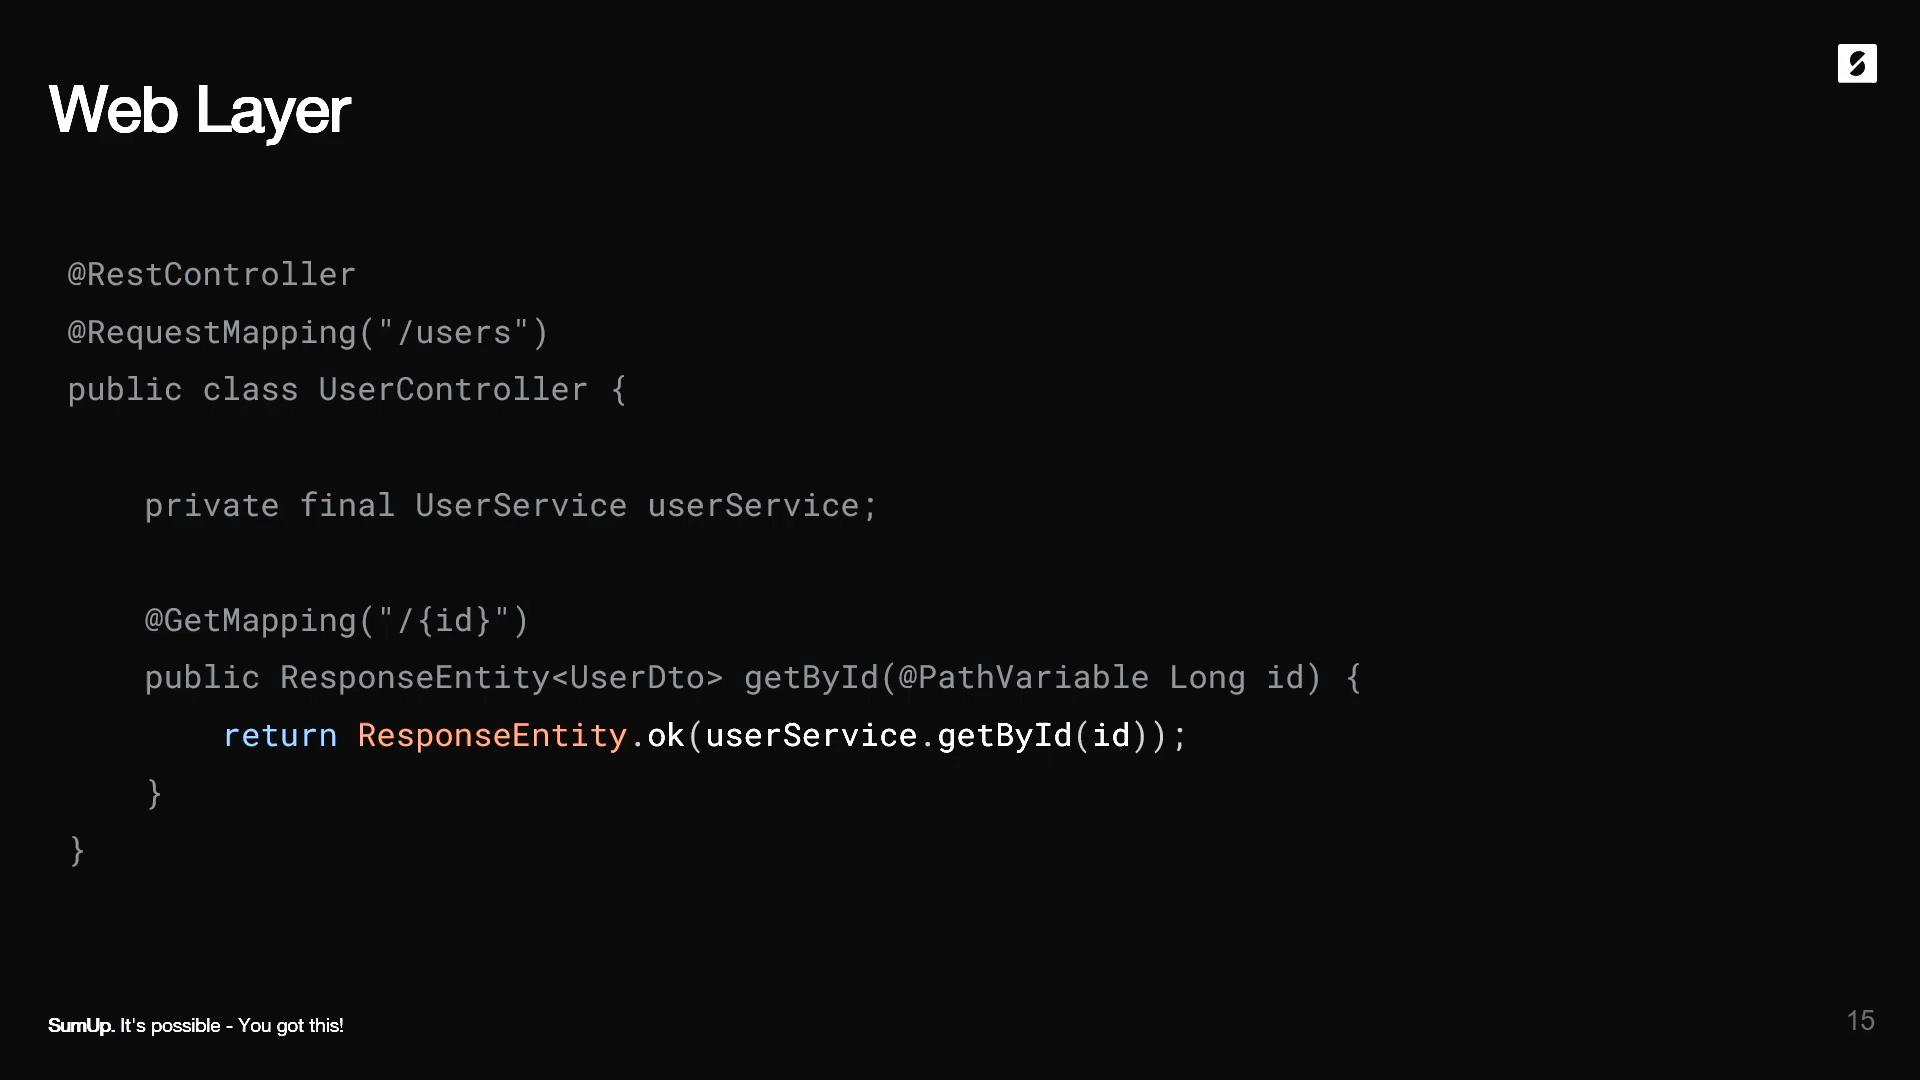 Web Layer
@RestController
@RequestMapping("/users")
public class UserController {
private final UserService userService;
@GetMapping("/{id}")
public ResponseEntity<UserDto> getById(@PathVariable Long id) {
return ResponseEntity.ok(userService.getById(id));
}
}
SumUp. It's possible - You got this!
15